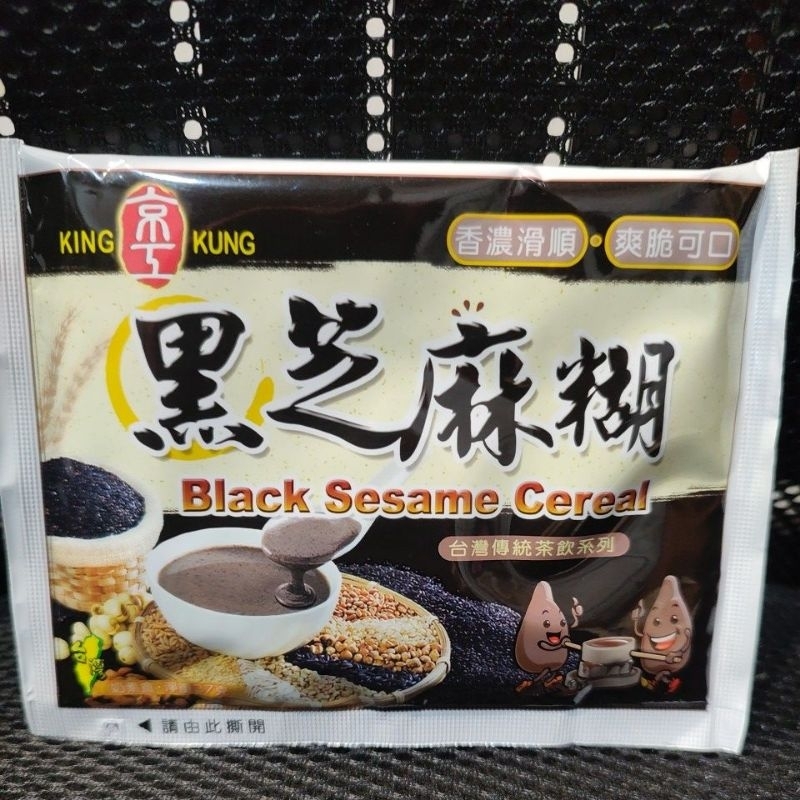 KING 京工 KUNG
香濃滑順・爽脆可口
黑芝麻糊
Black Sesame Cereal
台灣傳統茶飲系列
◀ 請由此撕開